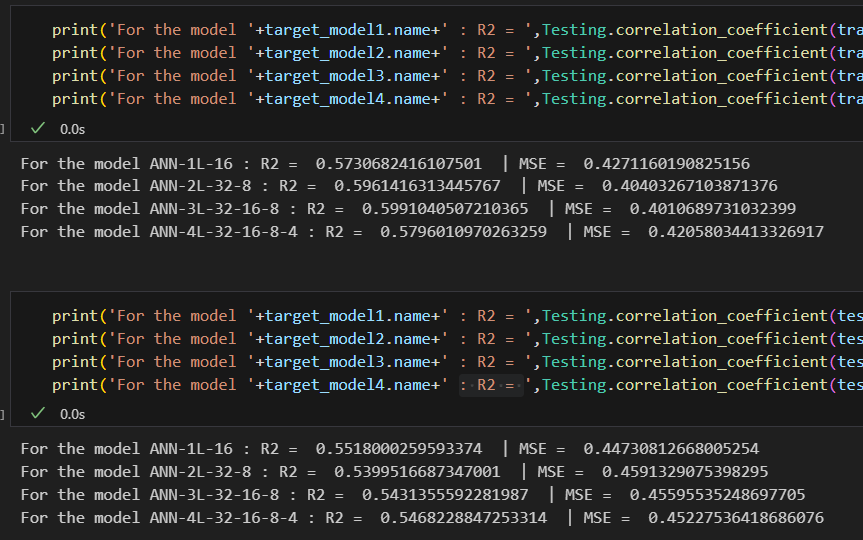 print('For the model '+target_model1.name+' : R2 = ',Testing.correlation_coefficient(tra
print('For the model '+target_model2.name+' : R2 = ',Testing.correlation_coefficient(tra
print('For the model '+target_model3.name+' : R2 = ',Testing.correlation_coefficient(tra
print('For the model '+target_model4.name+' : R2 = ',Testing.correlation_coefficient(tra
] ✓ 0.0s
For the model ANN-1L-16 : R2 =  0.5730682416107501  | MSE =  0.4271160190825156
For the model ANN-2L-32-8 : R2 =  0.5961416313445767  | MSE =  0.40403267103871376
For the model ANN-3L-32-16-8 : R2 =  0.5991040507210365  | MSE =  0.4010689731032399
For the model ANN-4L-32-16-8-4 : R2 =  0.5796010970263259  | MSE =  0.42058034413326917
print('For the model '+target_model1.name+' : R2 = ',Testing.correlation_coefficient(tes
print('For the model '+target_model2.name+' : R2 = ',Testing.correlation_coefficient(tes
print('For the model '+target_model3.name+' : R2 = ',Testing.correlation_coefficient(tes
print('For the model '+target_model4.name+' : R2 = ',Testing.correlation_coefficient(tes
] ✓ 0.0s
For the model ANN-1L-16 : R2 =  0.5518000259593374  | MSE =  0.44730812668005254
For the model ANN-2L-32-8 : R2 =  0.5399516687347001  | MSE =  0.4591329075398295
For the model ANN-3L-32-16-8 : R2 =  0.5431355592281987  | MSE =  0.45595535248697705
For the model ANN-4L-32-16-8-4 : R2 =  0.5468228847253314  | MSE =  0.45227536418686076